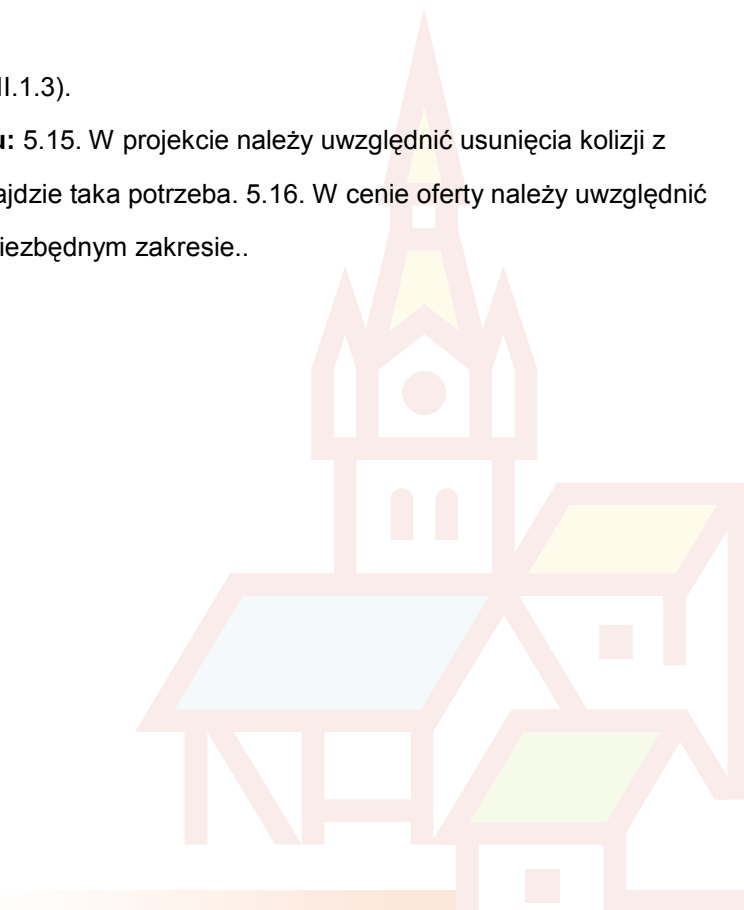 II.1.3).
u: 5.15. W projekcie należy uwzględnić usunięcia kolizji z
ajdzie taka potrzeba. 5.16. W cenie oferty należy uwzględnić
iezbędnym zakresie..